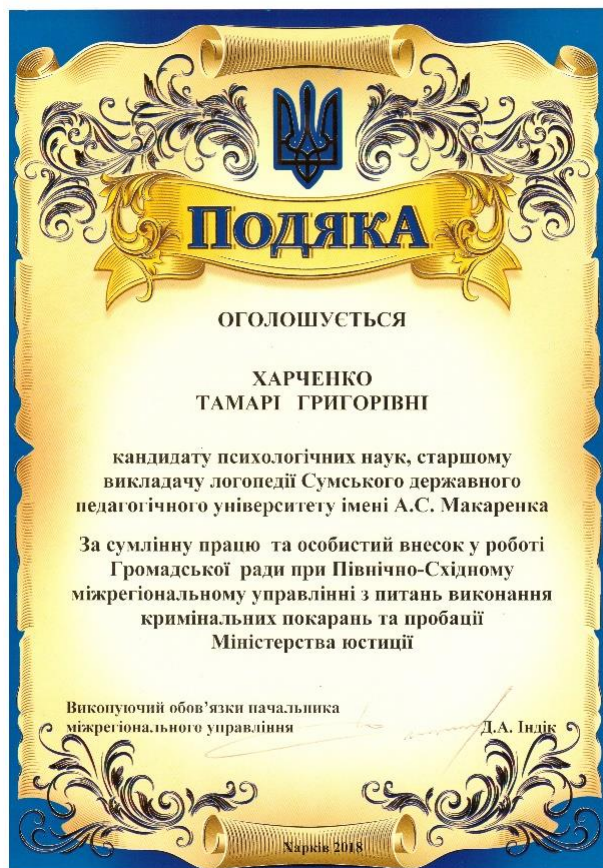 ПОДЯКА
ОГОЛОШУЄТЬСЯ
ХАРЧЕНКО
ТАМАРІ ГРИГОРІВНІ
кандидату психологічних наук, старшому
викладачу логопедії Сумського державного
педагогічного університету імені А.С. Макаренка
За сумлінну працю та особистий внесок у роботі
Громадської ради при Північно-Східному
міжрегіональному управлінні з питань виконання
кримінальних покарань та пробації
Міністерства юстиції
Виконуючий обов'язки начальника
міжрегіонального управління Д.А. Індік
Харків 2018